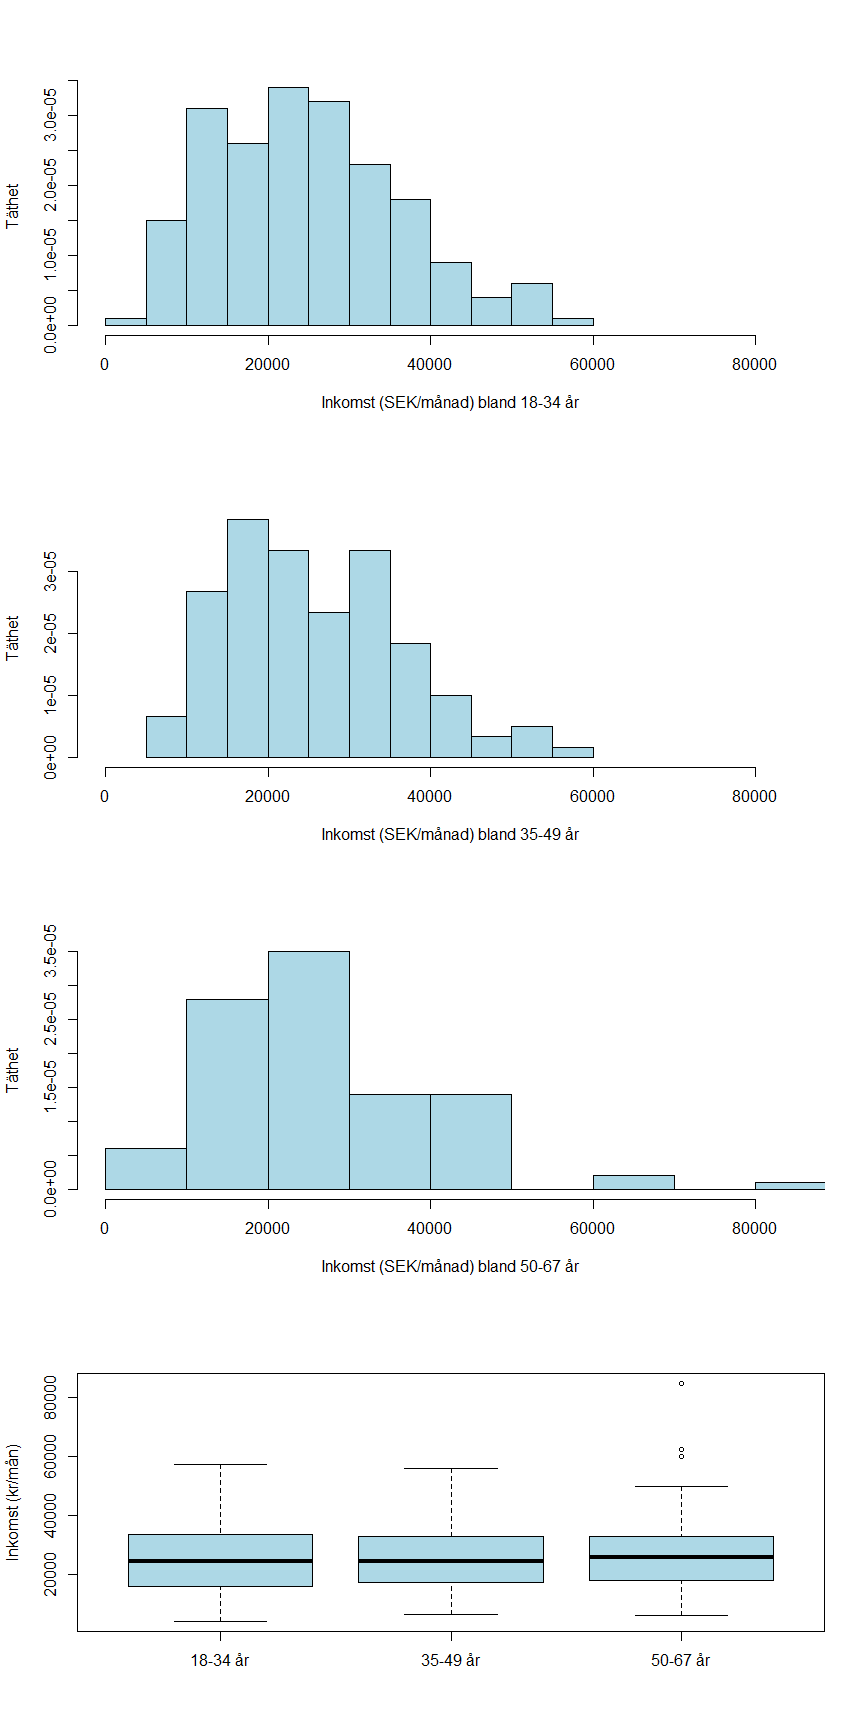 Täthet
0.0e+00 1.0e-05 2.0e-05 3.0e-05
0 20000 40000 60000 80000
Inkomst (SEK/månad) bland 18-34 år
Täthet
0e+00 1e-05 2e-05 3e-05
0 20000 40000 60000 80000
Inkomst (SEK/månad) bland 35-49 år
Täthet
0.0e+00 1.5e-05 2.5e-05 3.5e-05
0 20000 40000 60000 80000
Inkomst (SEK/månad) bland 50-67 år
Inkomst (kr/mån)
20000 40000 60000 80000
18-34 år 35-49 år 50-67 år